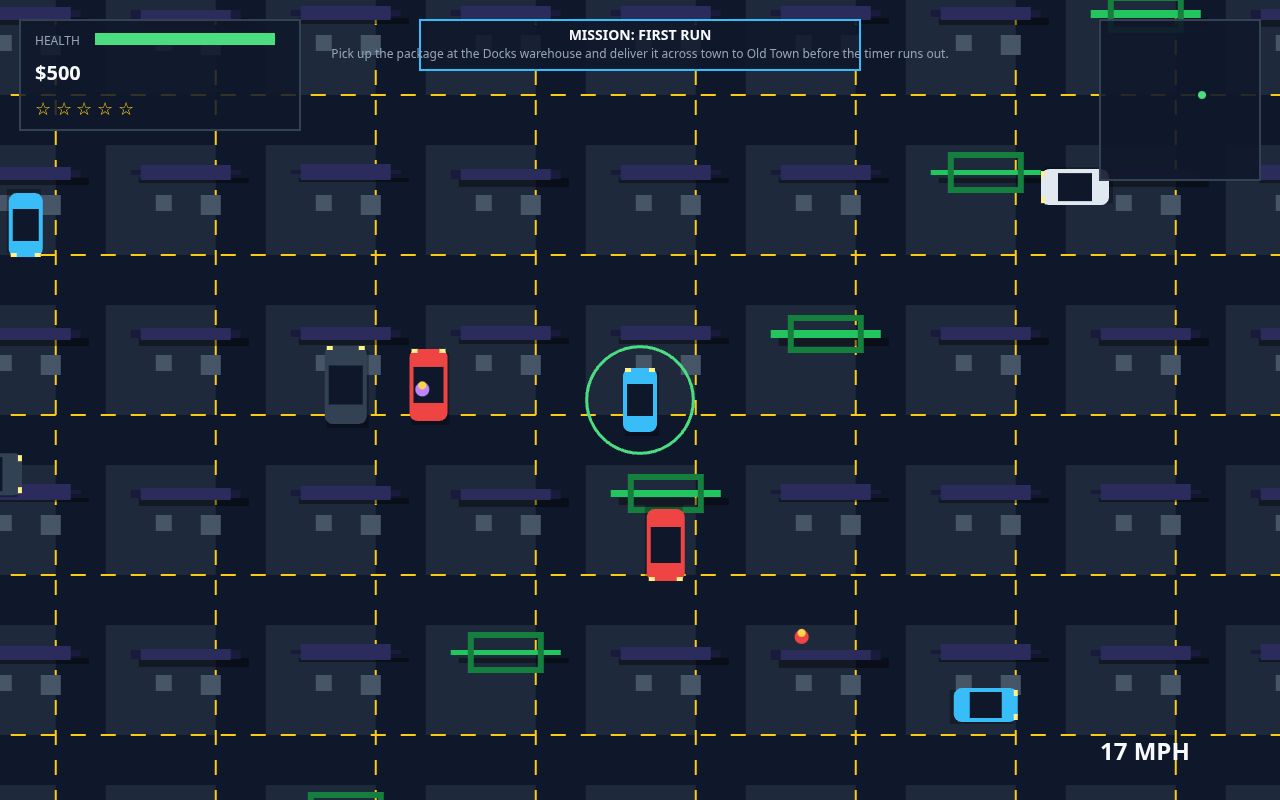 MISSION: FIRST RUN
Pick up the package at the Docks warehouse and deliver it across town to Old Town before the timer runs out.
HEALTH
$500
☆☆☆☆☆
17 MPH